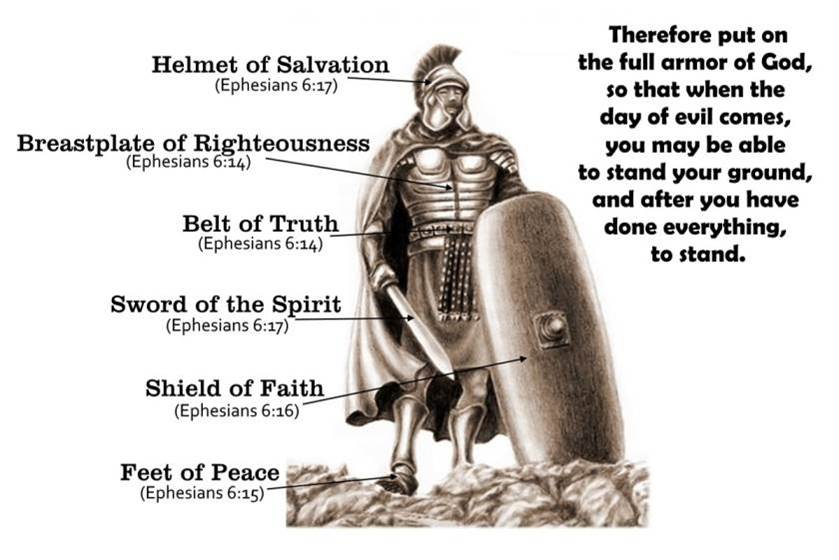 Helmet of Salvation
(Ephesians 6:17)
Breastplate of Righteousness
(Ephesians 6:14)
Belt of Truth
(Ephesians 6:14)
Sword of the Spirit
(Ephesians 6:17)
Shield of Faith
(Ephesians 6:16)
Feet of Peace
(Ephesians 6:15)
Therefore put on
the full armor of God,
so that when the
day of evil comes,
you may be able
to stand your ground,
and after you have
done everything,
to stand.